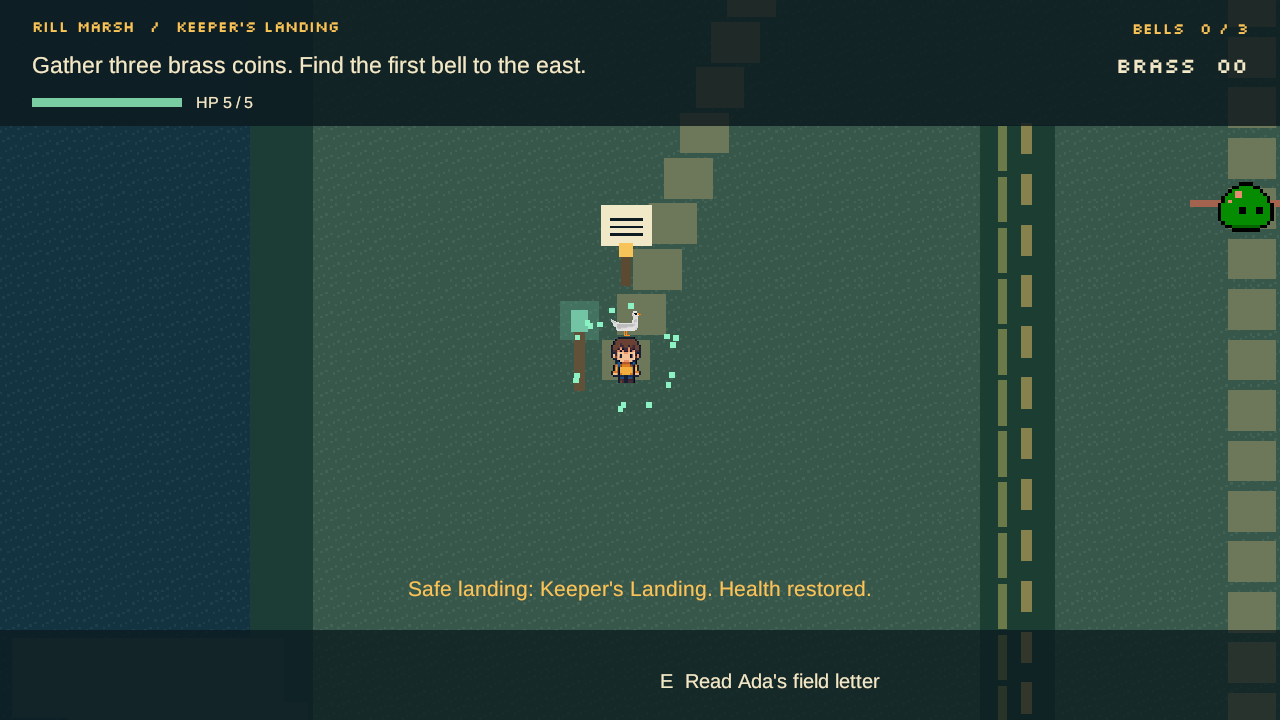 RILL MARSH / KEEPER'S LANDING
BELLS 0 / 3
Gather three brass coins. Find the first bell to the east.
BRASS 00
HP 5 / 5
Safe landing: Keeper's Landing. Health restored.
E Read Ada's field letter